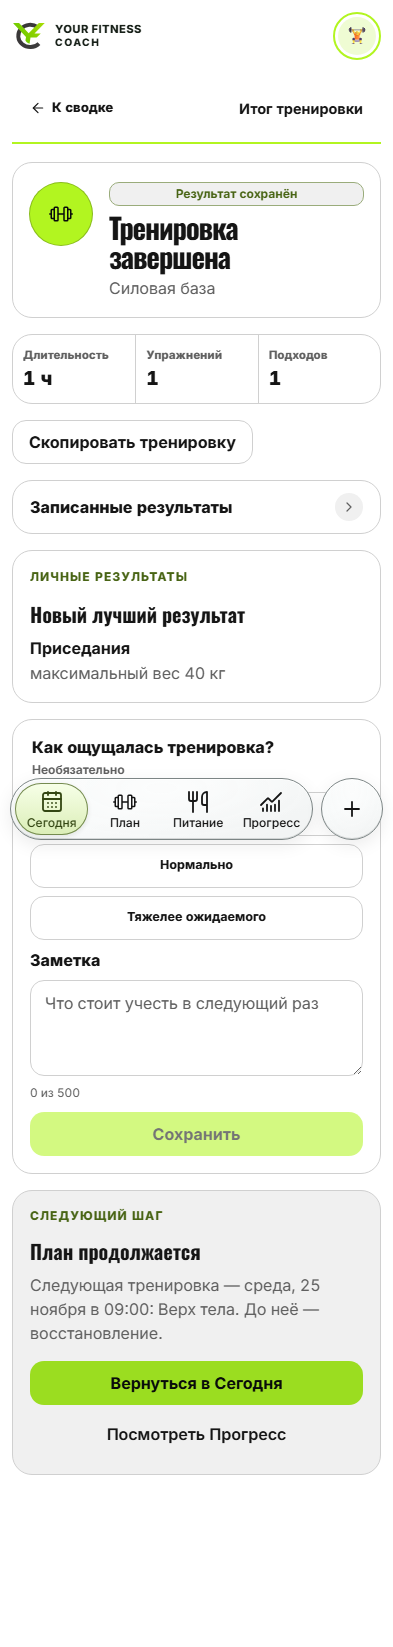 YOUR FITNESS
COACH
← К сводке
Итог тренировки
Результат сохранён
Тренировка
завершена
Силовая база
Длительность
1 ч
Упражнений
1
Подходов
1
Скопировать тренировку
Записанные результаты
ЛИЧНЫЕ РЕЗУЛЬТАТЫ
Новый лучший результат
Приседания
максимальный вес 40 кг
Как ощущалась тренировка?
Необязательно
Сегодня
План
Питание
Прогресс
Нормально
Тяжелее ожидаемого
Заметка
Что стоит учесть в следующий раз
0 из 500
Сохранить
СЛЕДУЮЩИЙ ШАГ
План продолжается
Следующая тренировка — среда, 25
ноября в 09:00: Верх тела. До неё —
восстановление.
Вернуться в Сегодня
Посмотреть Прогресс